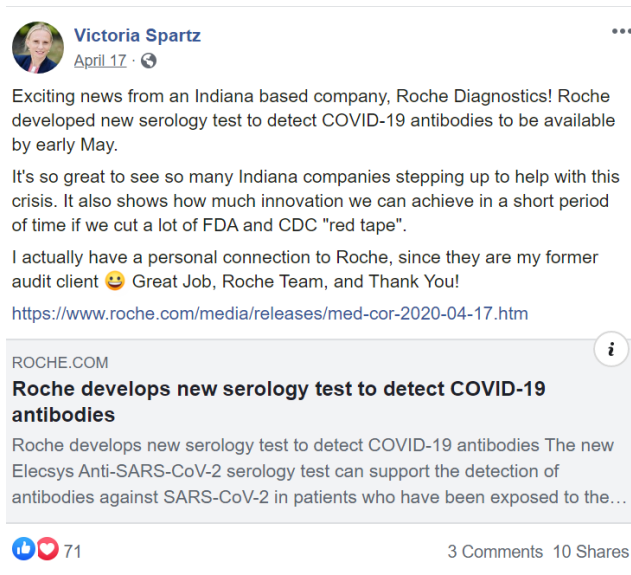 Victoria Spartz
April 17 ·
Exciting news from an Indiana based company, Roche Diagnostics! Roche
developed new serology test to detect COVID-19 antibodies to be available
by early May.
It's so great to see so many Indiana companies stepping up to help with this
crisis. It also shows how much innovation we can achieve in a short period
of time if we cut a lot of FDA and CDC "red tape".
I actually have a personal connection to Roche, since they are my former
audit client 😀 Great Job, Roche Team, and Thank You!
https://www.roche.com/media/releases/med-cor-2020-04-17.htm
ROCHE.COM
Roche develops new serology test to detect COVID-19
antibodies
Roche develops new serology test to detect COVID-19 antibodies The new
Elecsys Anti-SARS-CoV-2 serology test can support the detection of
antibodies against SARS-CoV-2 in patients who have been exposed to the…
71
3 Comments 10 Shares